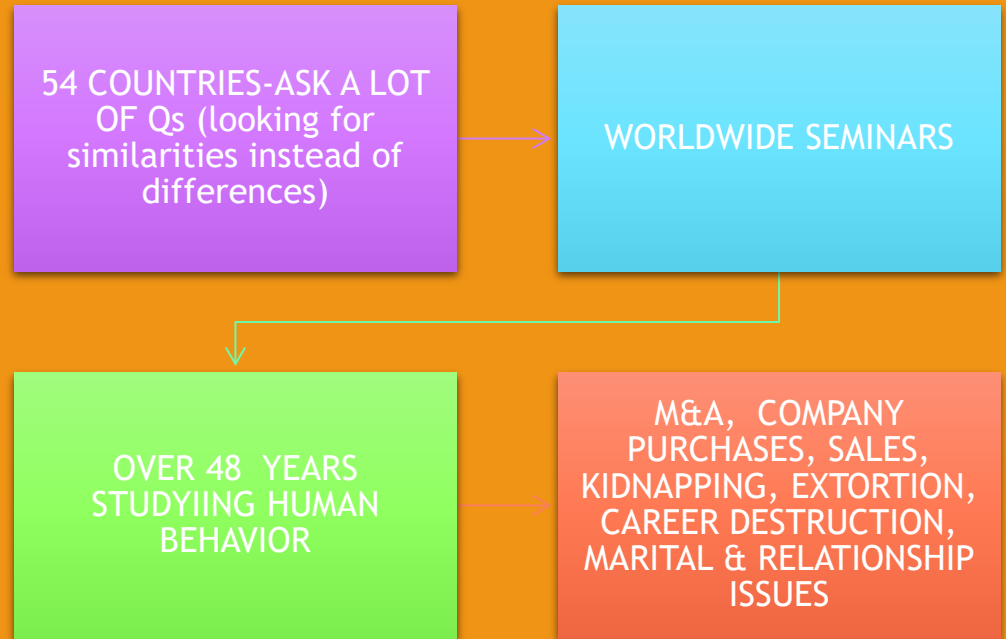 54 COUNTRIES-ASK A LOT
OF Qs (looking for
similarities instead of
differences)
WORLDWIDE SEMINARS
OVER 48 YEARS
STUDYIING HUMAN
BEHAVIOR
M&A, COMPANY
PURCHASES, SALES,
KIDNAPPING, EXTORTION,
CAREER DESTRUCTION,
MARITAL & RELATIONSHIP
ISSUES